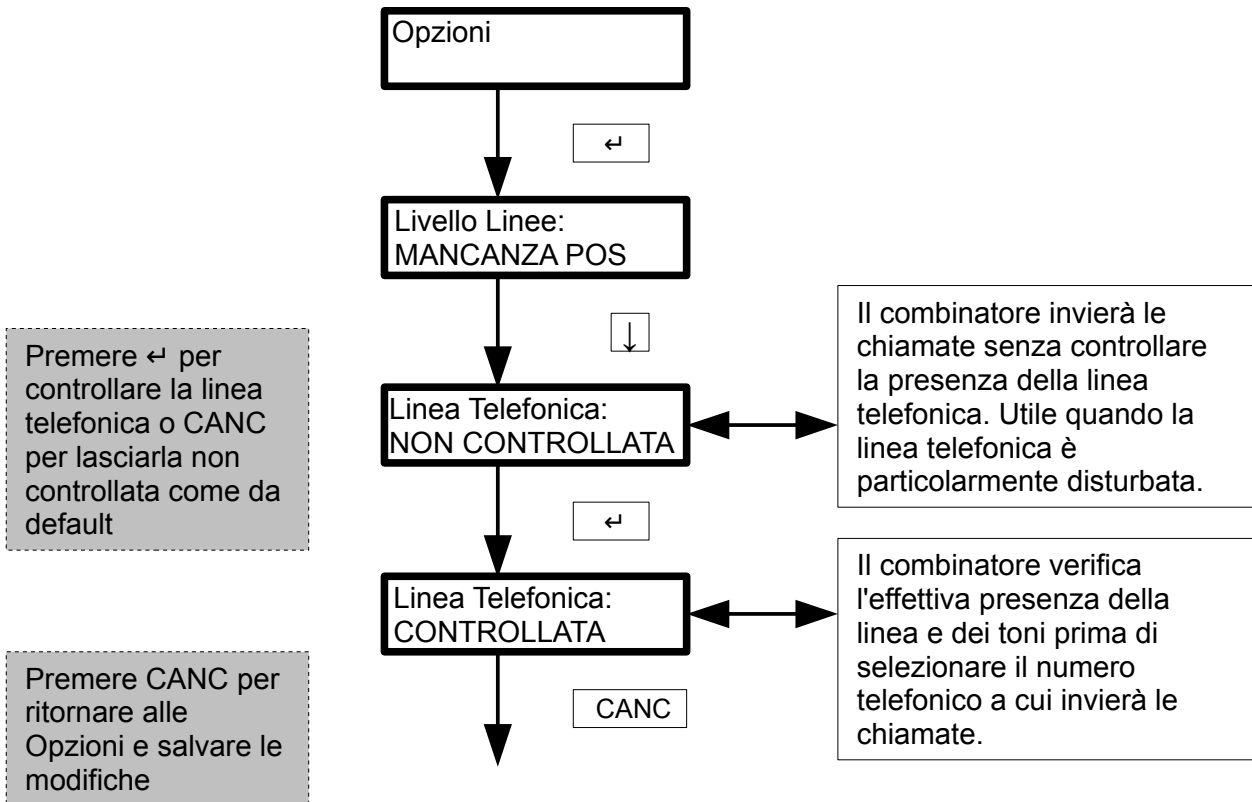 Opzioni
↵
Livello Linee:
MANCANZA POS
↓
Premere ↵ per
controllare la linea
telefonica o CANC
per lasciarla non
controllata come da
default
Linea Telefonica:
NON CONTROLLATA
Il combinatore invierà le
chiamate senza controllare
la presenza della linea
telefonica. Utile quando la
linea telefonica è
particolarmente disturbata.
↵
Linea Telefonica:
CONTROLLATA
Il combinatore verifica
l'effettiva presenza della
linea e dei toni prima di
selezionare il numero
telefonico a cui invierà le
chiamate.
Premere CANC per
ritornare alle
Opzioni e salvare le
modifiche
CANC